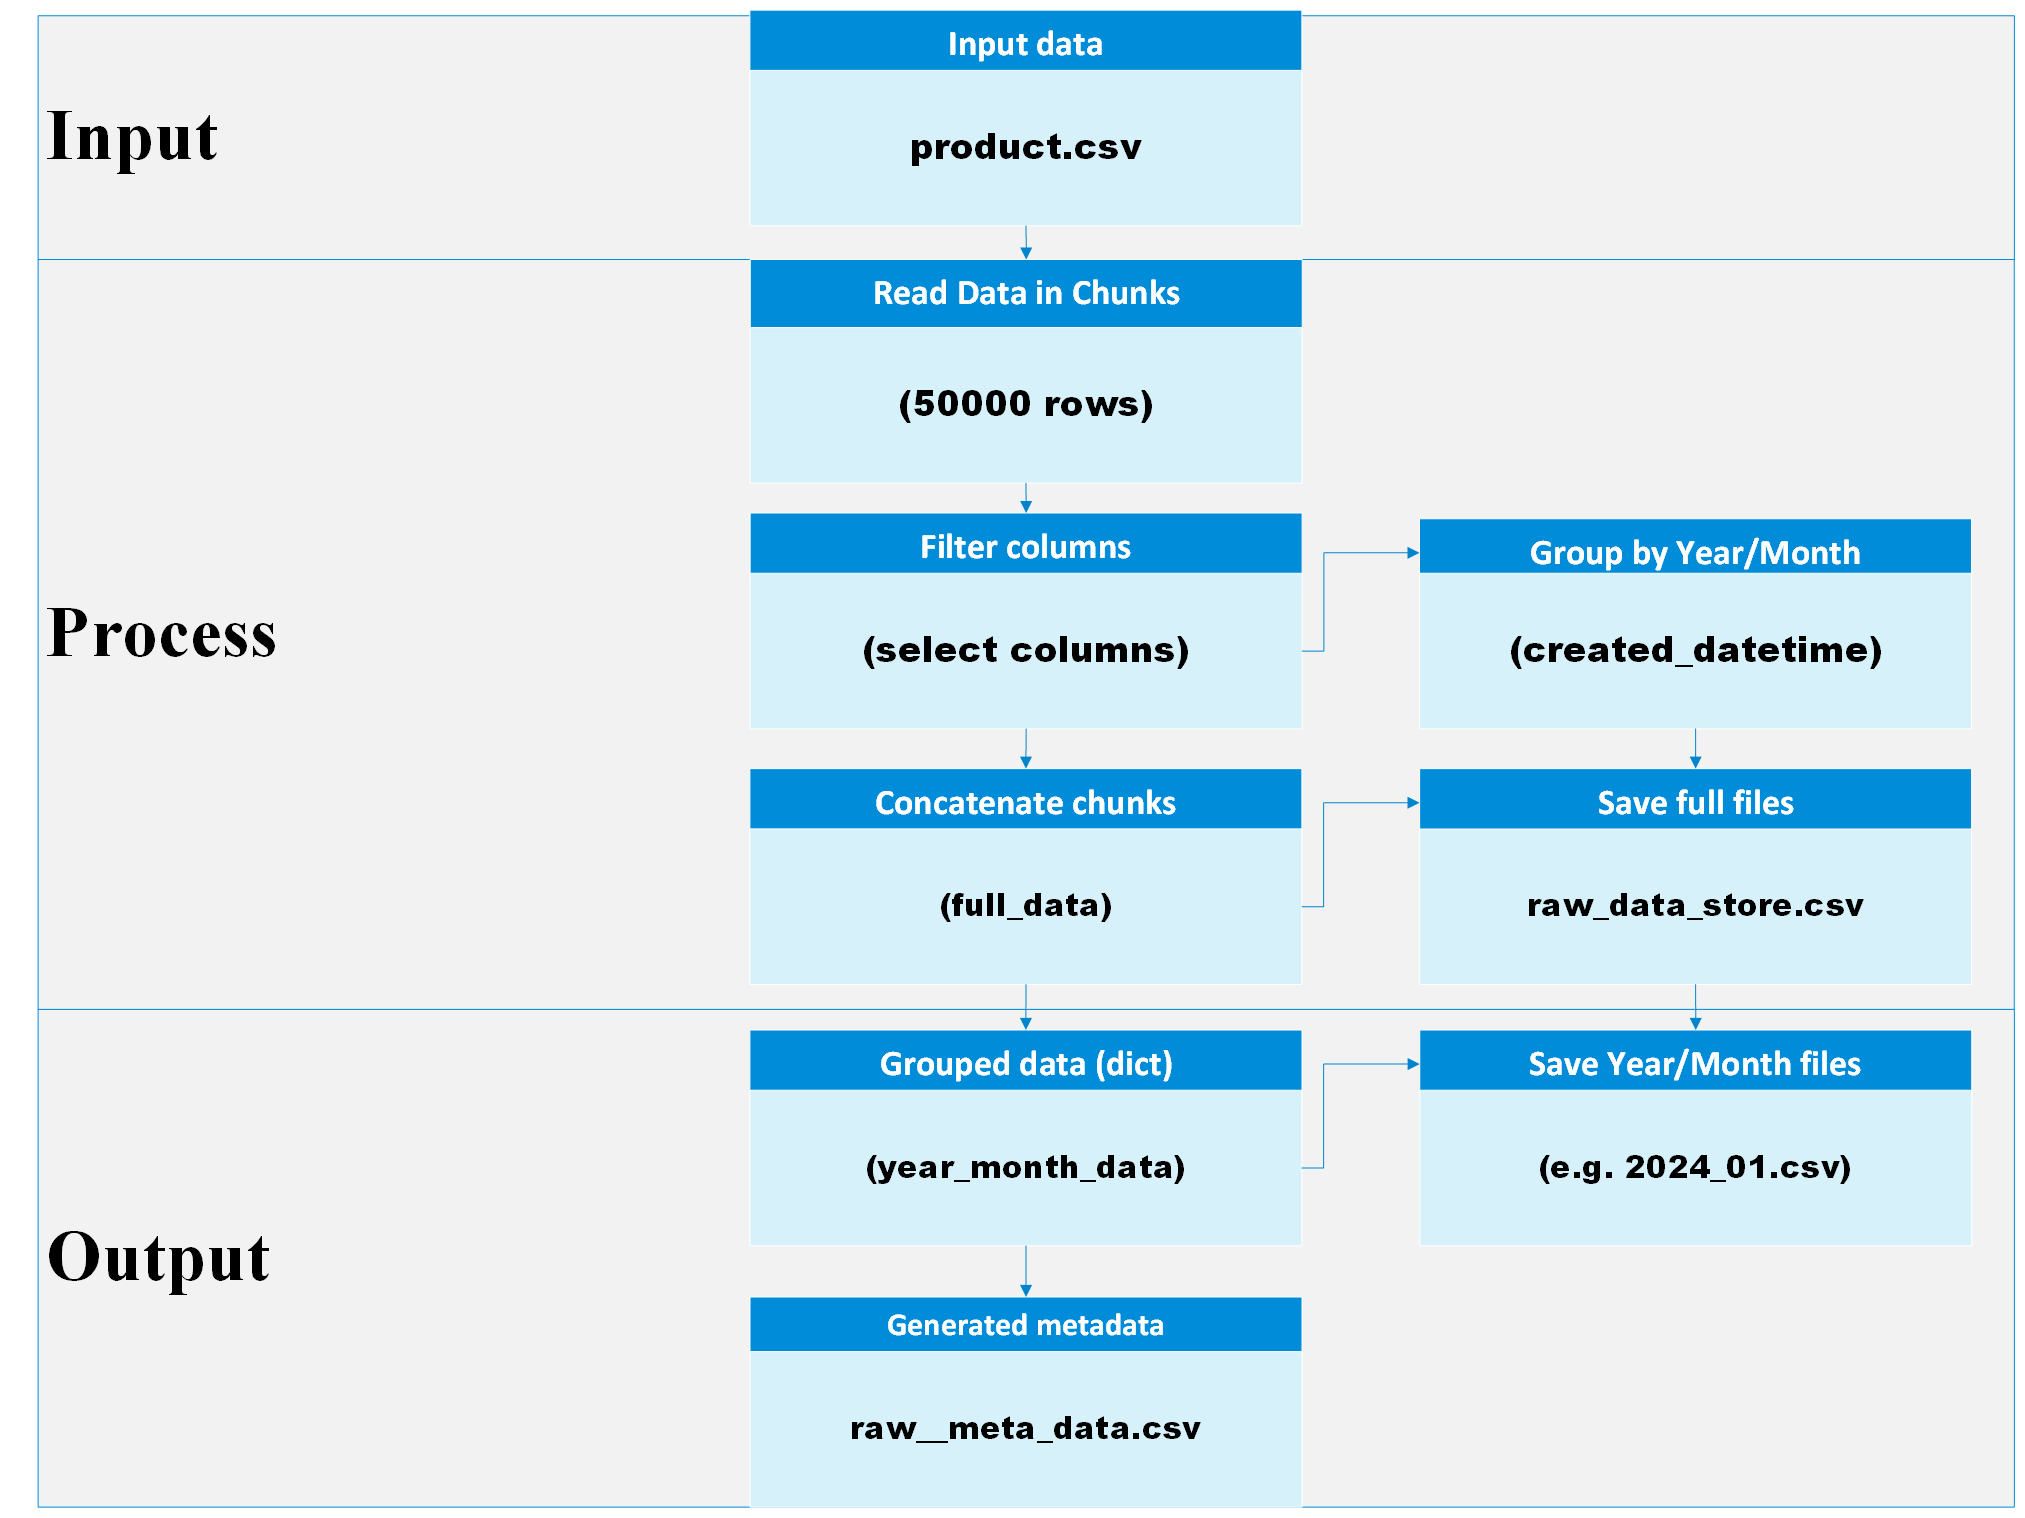 Input
Input data
product.csv
Process
Read Data in Chunks
(50000 rows)
Filter columns
(select columns)
Group by Year/Month
(created_datetime)
Concatenate chunks
(full_data)
Save full files
raw_data_store.csv
Output
Grouped data (dict)
(year_month_data)
Save Year/Month files
(e.g. 2024_01.csv)
Generated metadata
raw__meta_data.csv